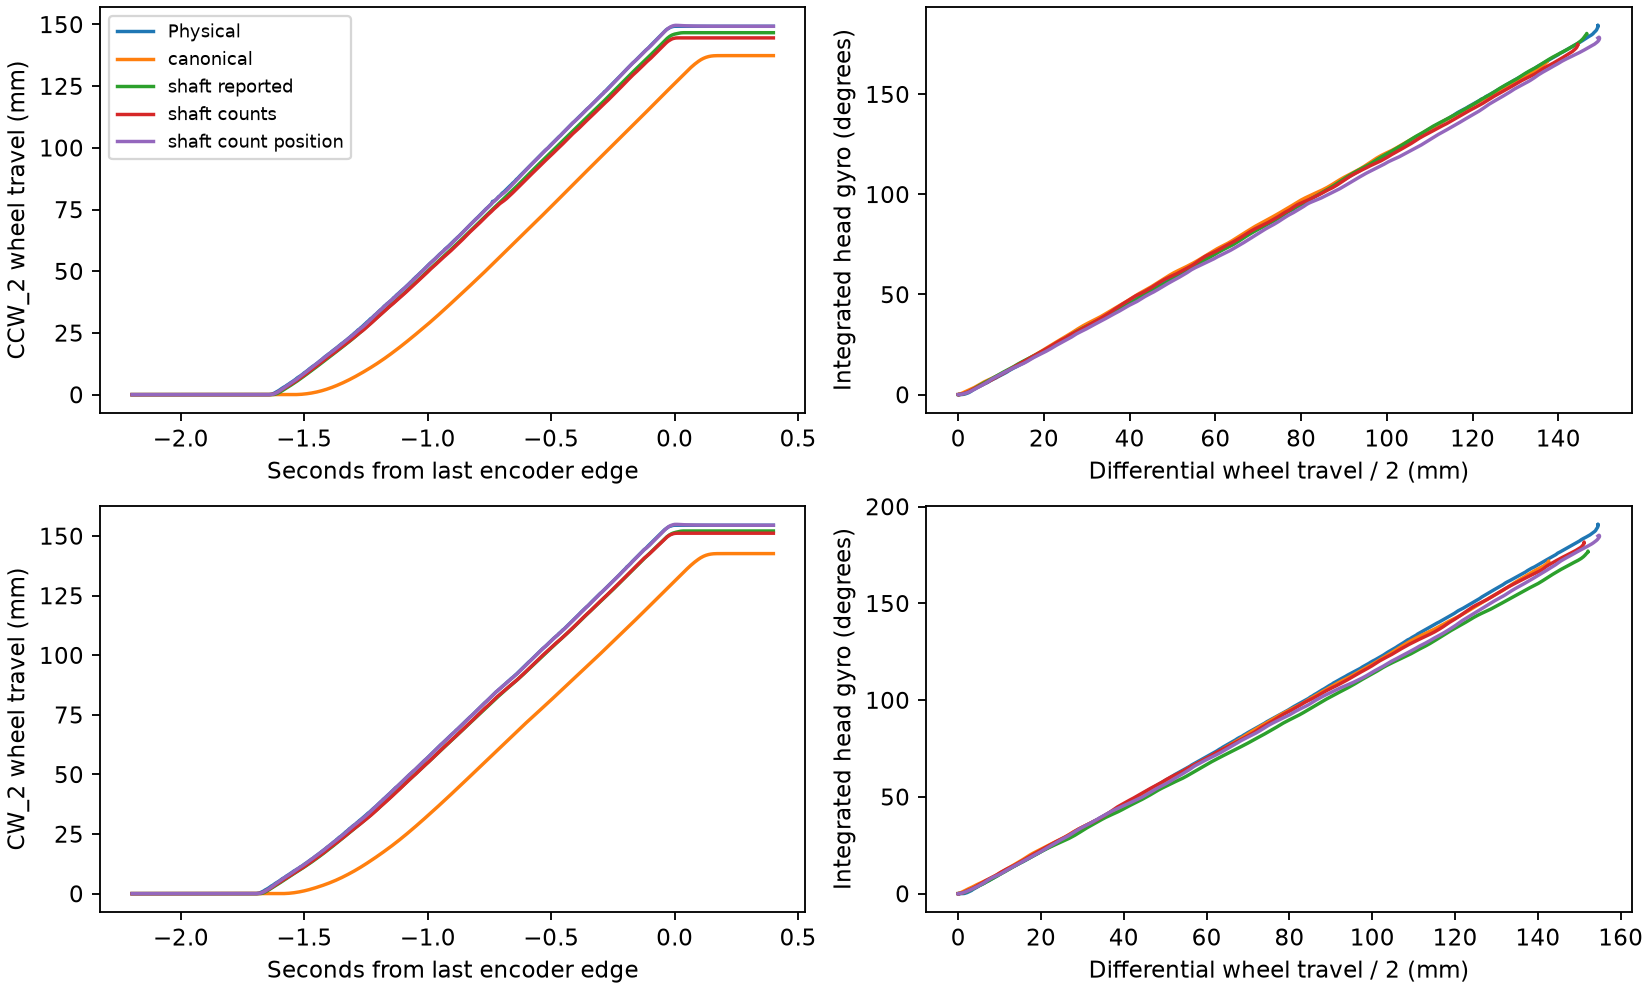 150
125
100
75
50
25
0
CCW_2 wheel travel (mm)
Physical
canonical
shaft reported
shaft counts
shaft count position
−2.0 −1.5 −1.0 −0.5 0.0 0.5
Seconds from last encoder edge
150
100
50
0
Integrated head gyro (degrees)
0 20 40 60 80 100 120 140
Differential wheel travel / 2 (mm)
150
125
100
75
50
25
0
CW_2 wheel travel (mm)
−2.0 −1.5 −1.0 −0.5 0.0 0.5
Seconds from last encoder edge
200
150
100
50
0
Integrated head gyro (degrees)
0 20 40 60 80 100 120 140 160
Differential wheel travel / 2 (mm)